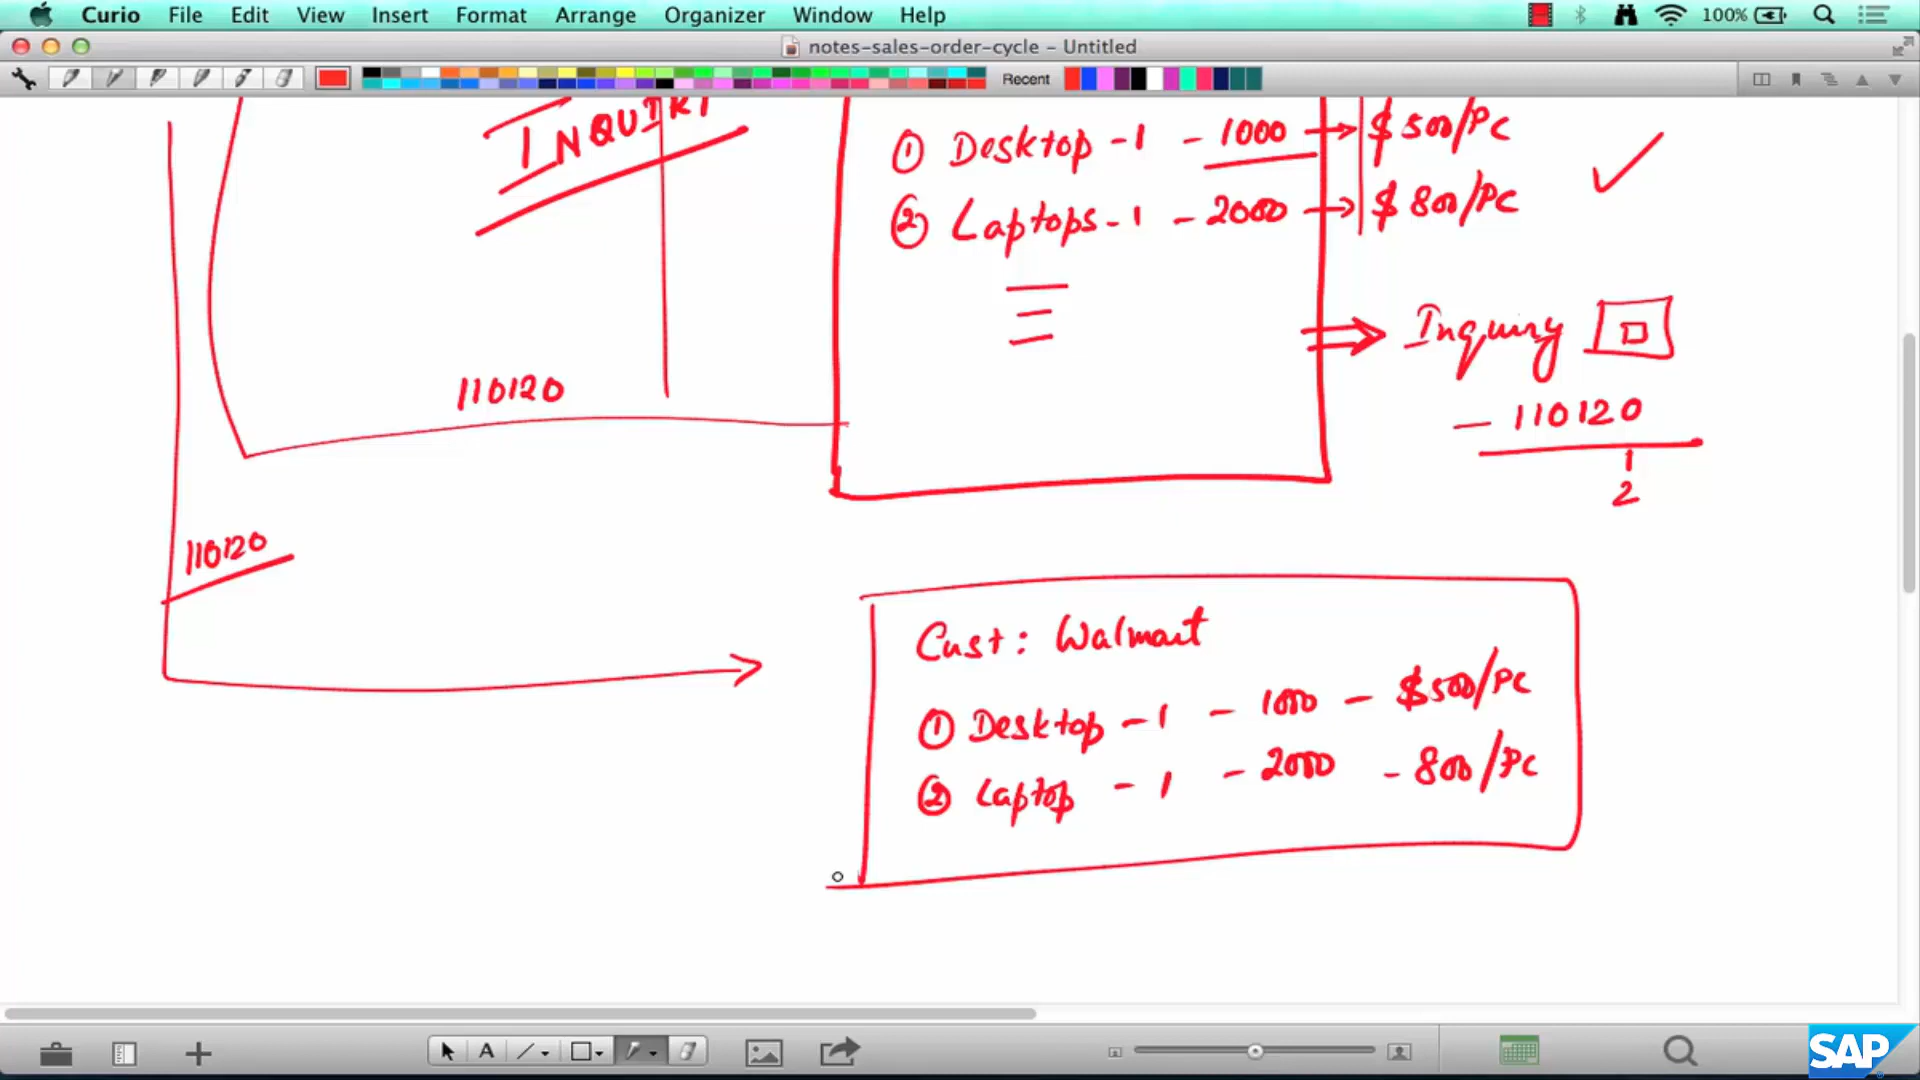 Curio File Edit View Insert Format Arrange Organizer Window Help 100%
notes-sales-order-cycle – Untitled
Recent
INQUIRY
① Desktop - 1 - 1000 → $500/PC
② Laptops - 1 - 2000 → $800/PC
⇒ Inquiry
110120
- 110120
1
2
110120
Cust: Walmart
① Desktop - 1 - 1000 - $500/PC
② Laptop - 1 - 2000 - 800/PC
A
SAP